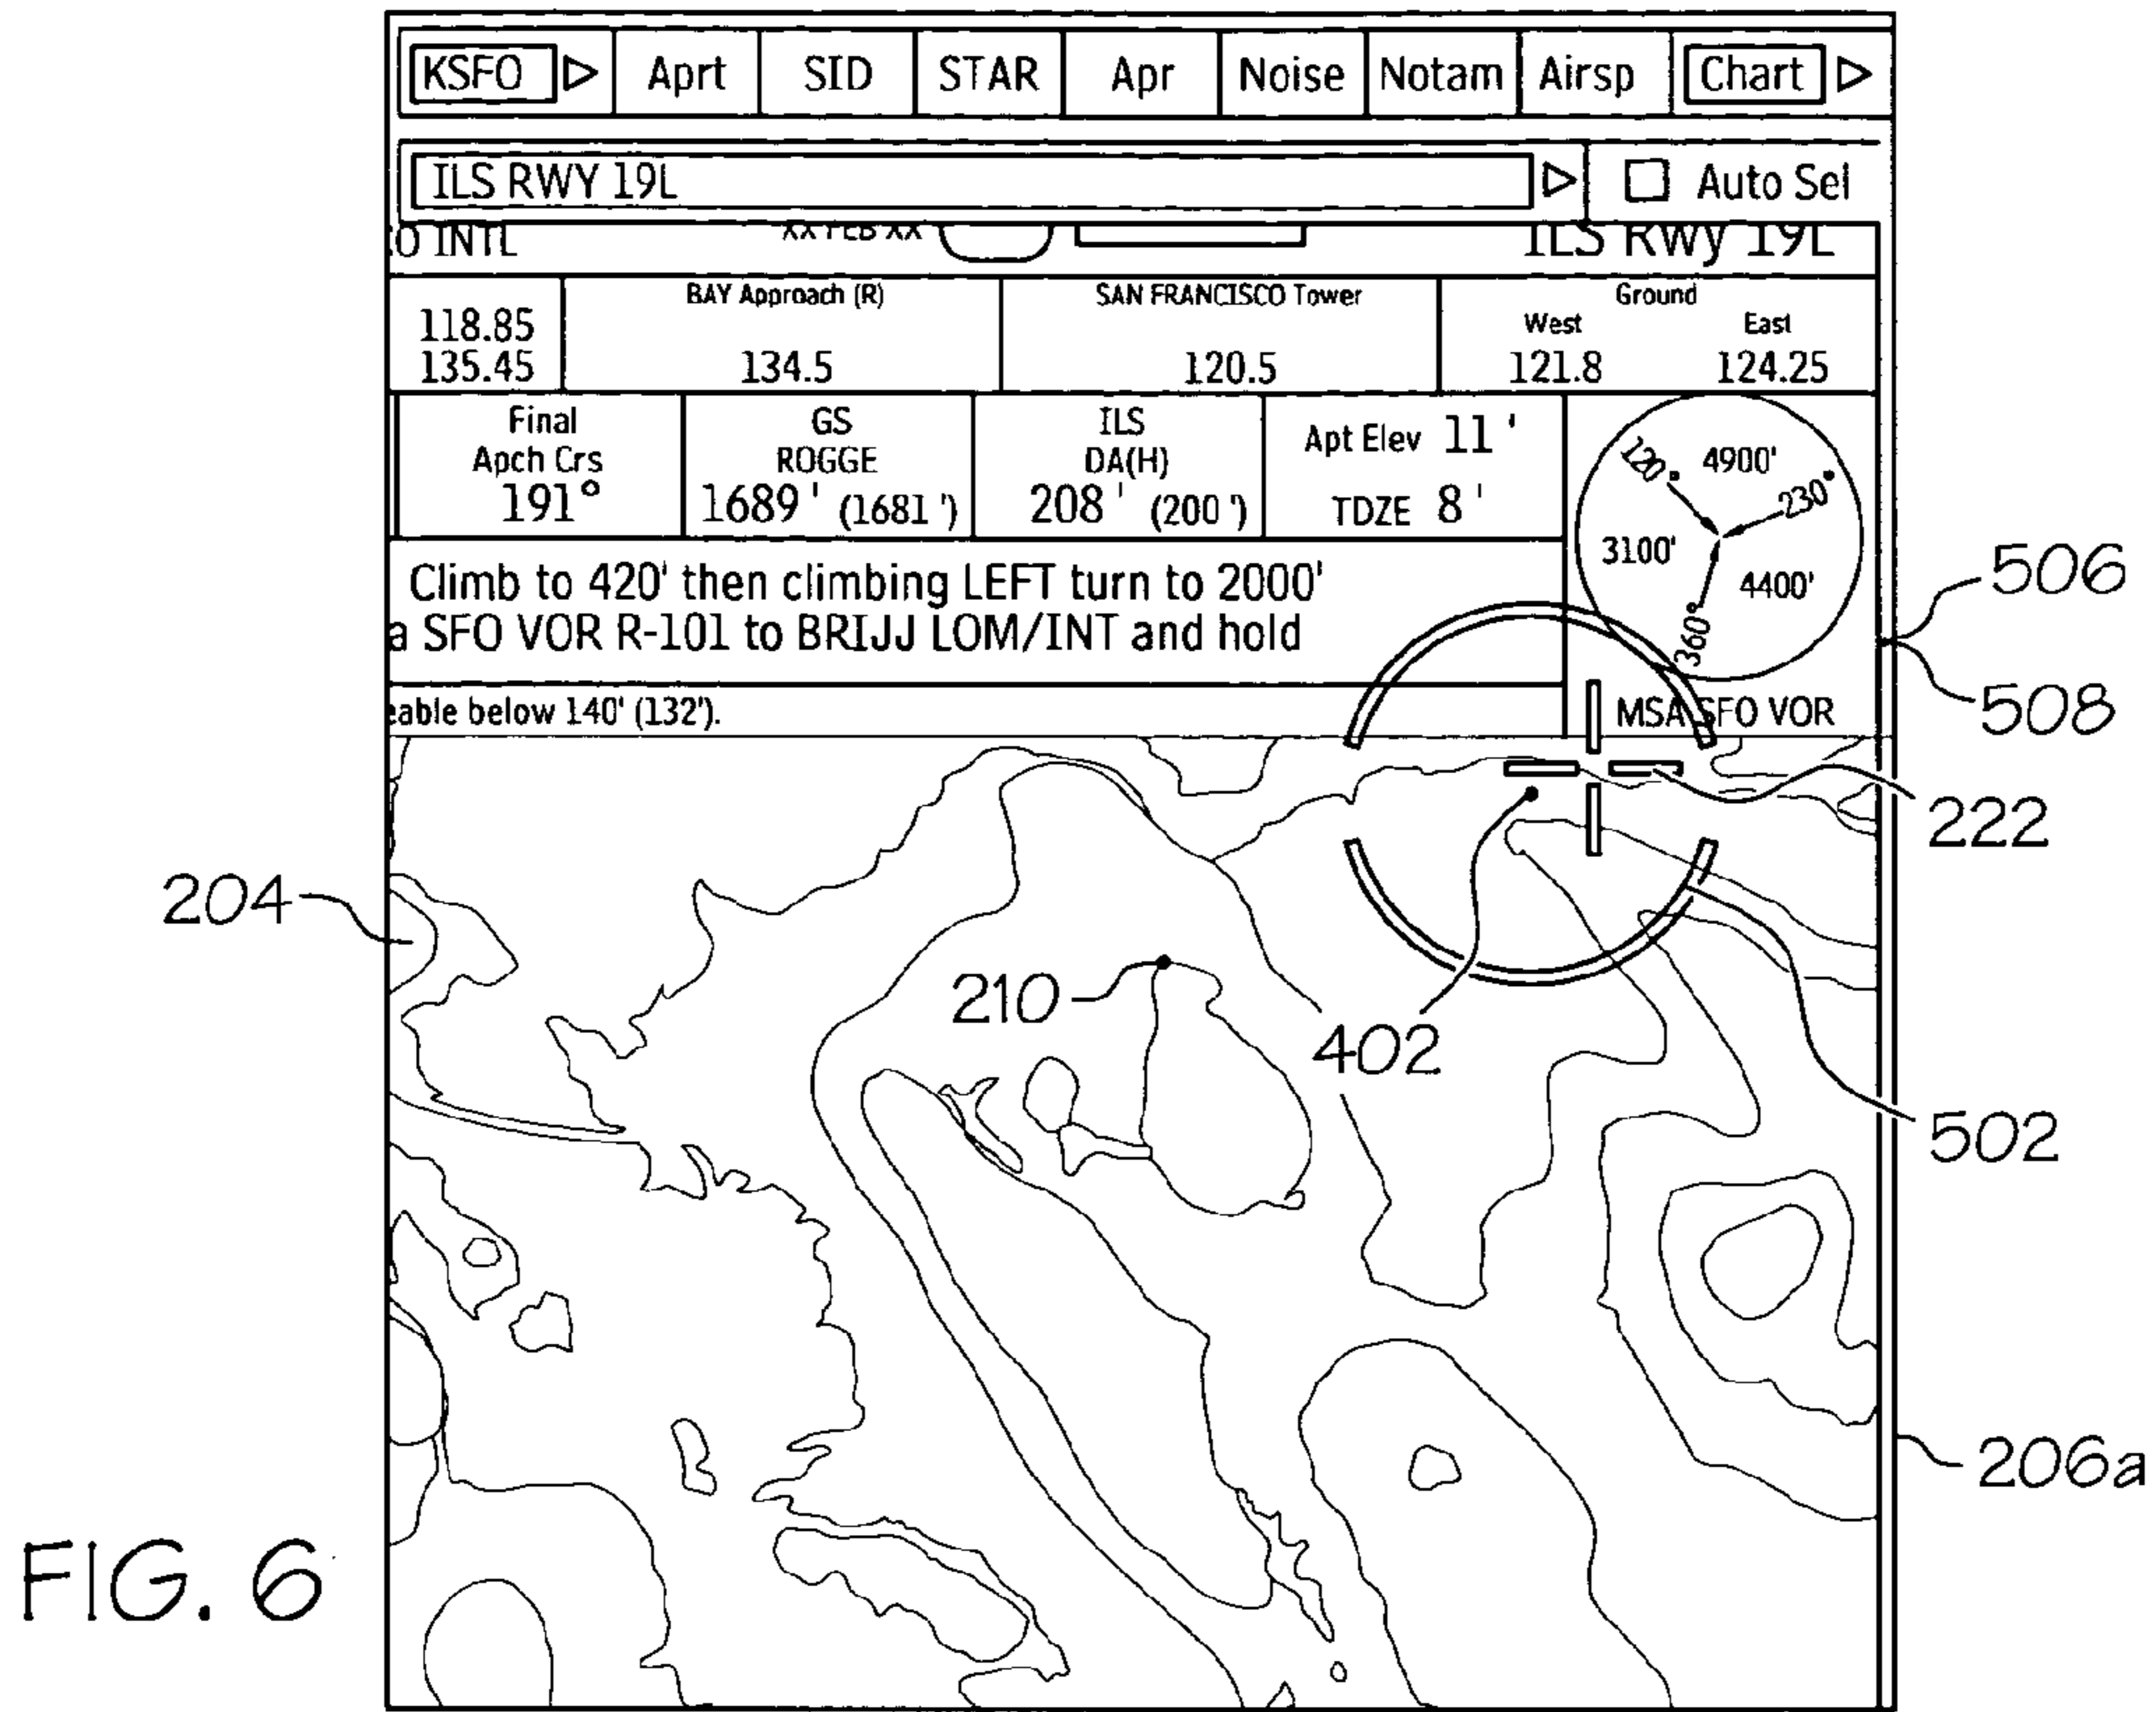 KSFO Aprt SID STAR Apr Noise Notam Airsp Chart
ILS RWY 19L Auto Sel
O INTL XX FEB XX ILS Rwy 19L
BAY Approach (R) SAN FRANCISCO Tower Ground
118.85 West East
135.45 134.5 120.5 121.8 124.25
Final GS ILS
Apch Crs ROGGE DA(H) Apt Elev 11 '
191° 1689 ' (1681 ') 208 ' (200 ') TDZE 8 '
120° 4900' 230°
3100' 4400'
360°
Climb to 420' then climbing LEFT turn to 2000'
a SFO VOR R-101 to BRIJJ LOM/INT and hold
eable below 140' (132').
MSA SFO VOR
506
508
222
204
210
402
502
206a
FIG. 6